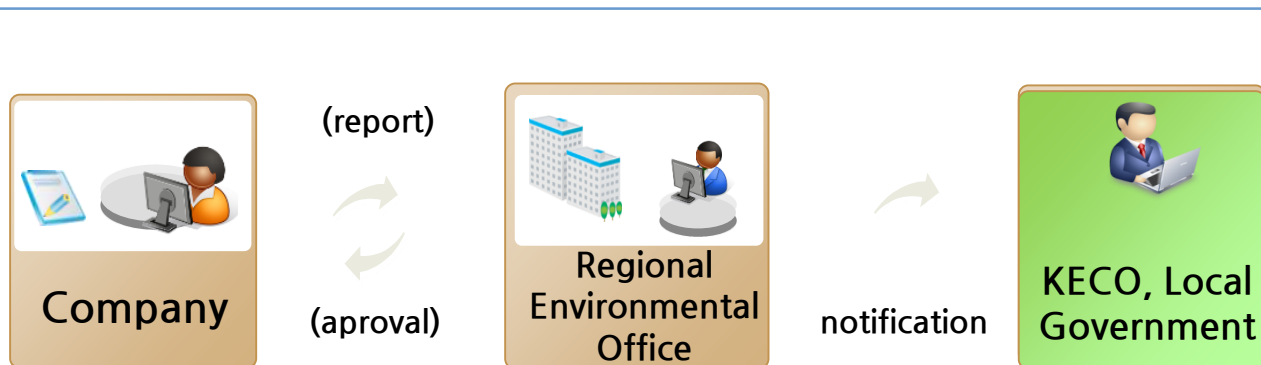 (report)
Company
(aproval)
Regional
Environmental
Office
notification
KECO, Local
Government